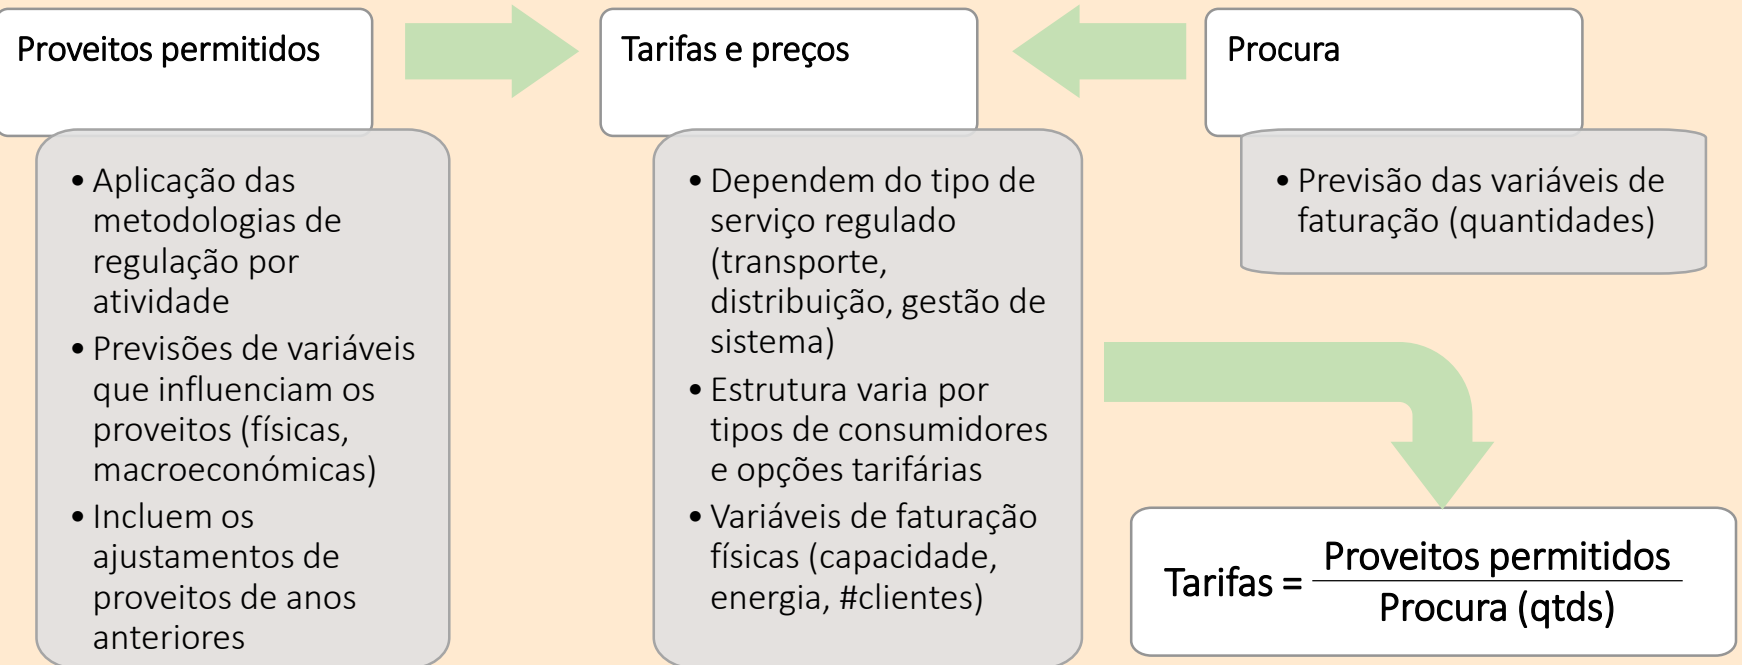 Proveitos permitidos
• Aplicação das
metodologias de
regulação por
atividade
• Previsões de variáveis
que influenciam os
proveitos (físicas,
macroeconómicas)
• Incluem os
ajustamentos de
proveitos de anos
anteriores
Tarifas e preços
• Dependem do tipo de
serviço regulado
(transporte,
distribuição, gestão de
sistema)
• Estrutura varia por
tipos de consumidores
e opções tarifárias
• Variáveis de faturação
físicas (capacidade,
energia, #clientes)
Procura
• Previsão das variáveis de
faturação (quantidades)
Proveitos permitidos
Tarifas =
Procura (qtds)